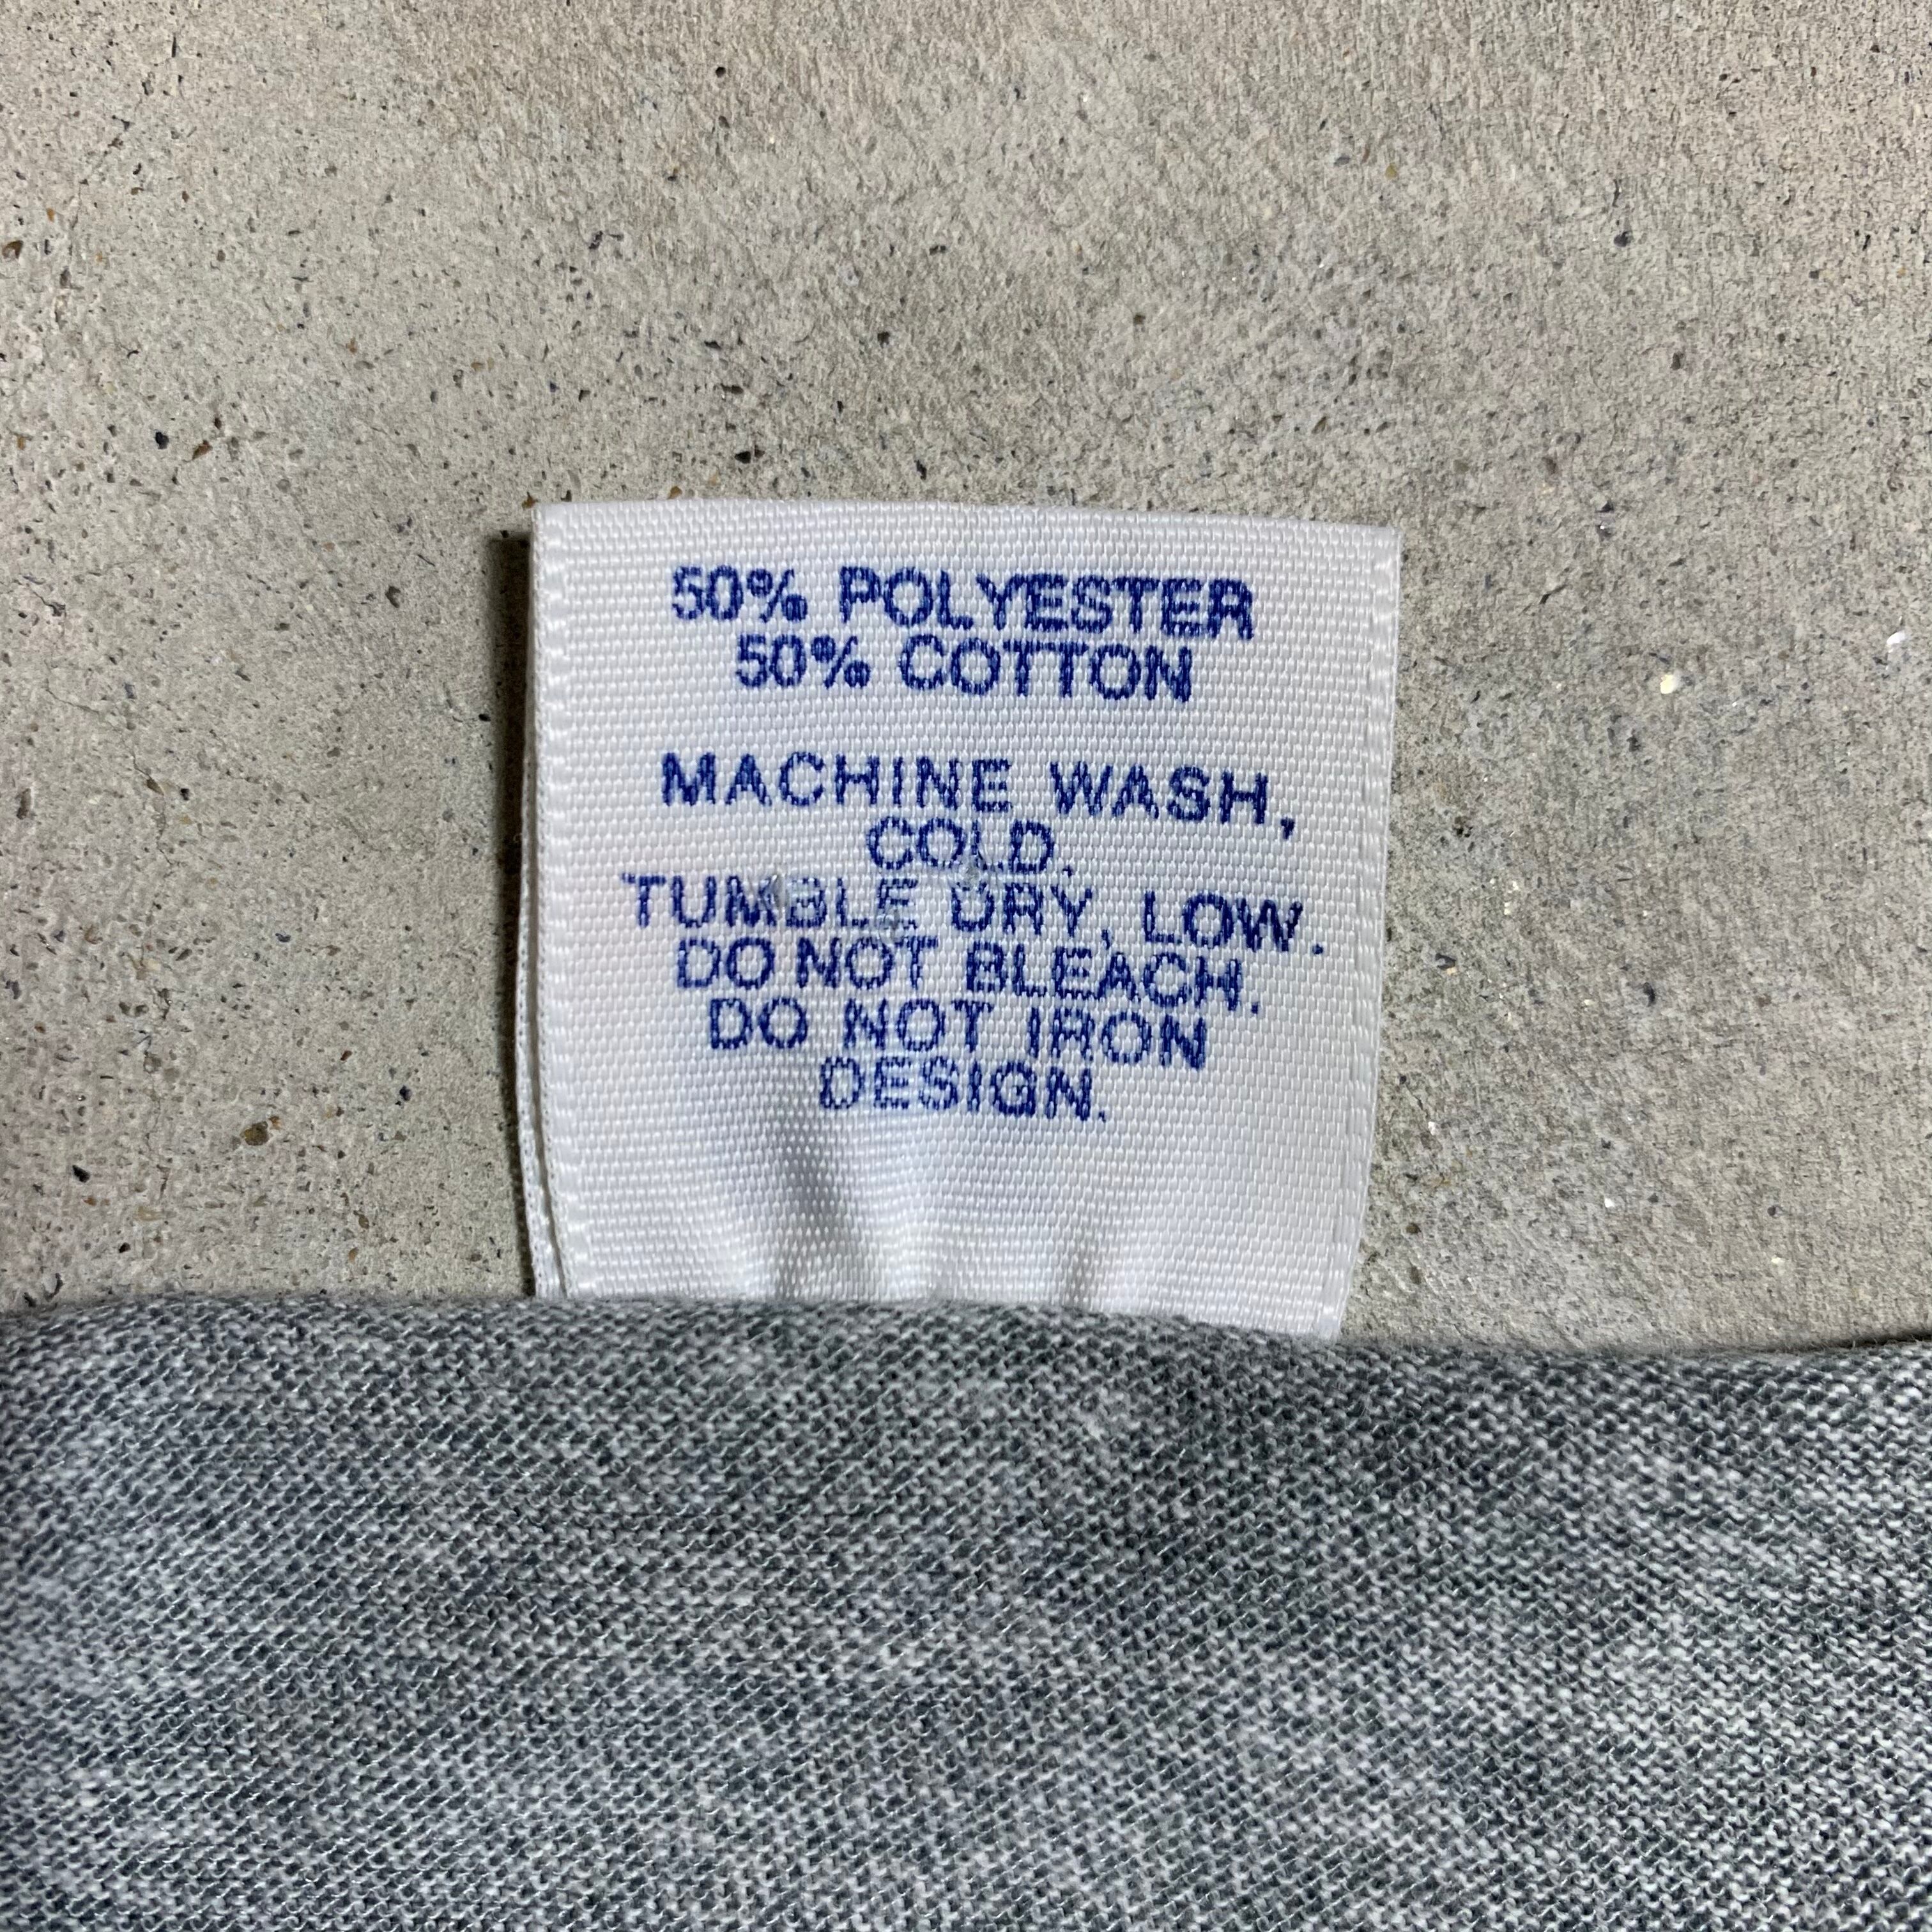 50% POLYESTER
50% COTTON
MACHINE WASH,
COLD.
TUMBLE DRY, LOW.
DO NOT BLEACH.
DO NOT IRON
DESIGN.